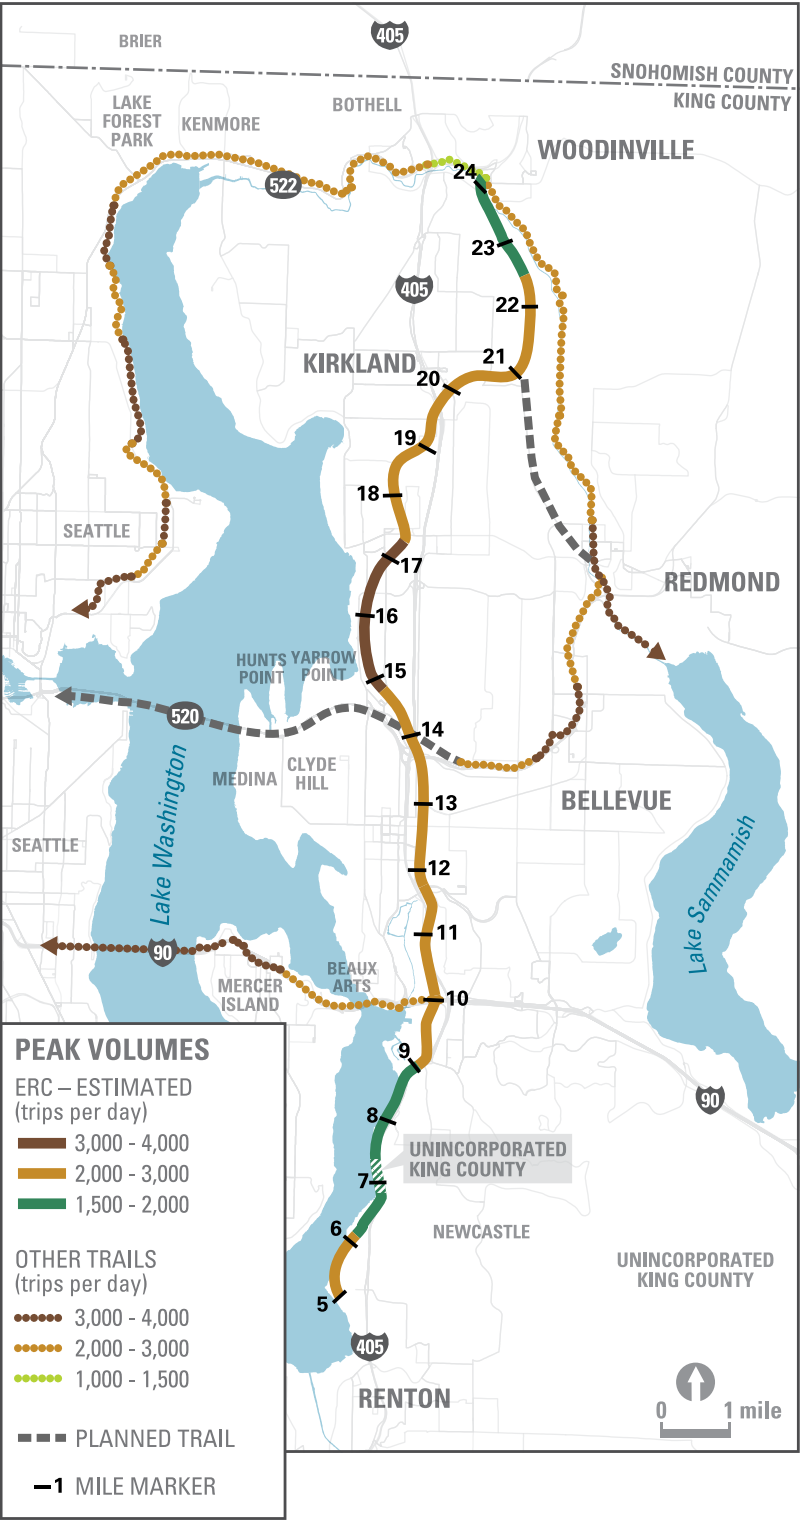 405
BRIER
SNOHOMISH COUNTY
KING COUNTY
LAKE
FOREST
PARK
KENMORE
BOTHELL
WOODINVILLE
24
522
23
405
22
KIRKLAND
21
20
19
18
SEATTLE
17
REDMOND
16
HUNTS
POINT
YARROW
POINT
15
520
14
MEDINA
CLYDE
HILL
13
BELLEVUE
Lake Washington
SEATTLE
12
Lake Sammamish
11
90
MERCER
ISLAND
BEAUX
ARTS
10
9
90
8
UNINCORPORATED
KING COUNTY
7
6
NEWCASTLE
UNINCORPORATED
KING COUNTY
5
405
RENTON
0 1 mile
PEAK VOLUMES
ERC – ESTIMATED
(trips per day)
3,000 - 4,000
2,000 - 3,000
1,500 - 2,000
OTHER TRAILS
(trips per day)
3,000 - 4,000
2,000 - 3,000
1,000 - 1,500
PLANNED TRAIL
1 MILE MARKER